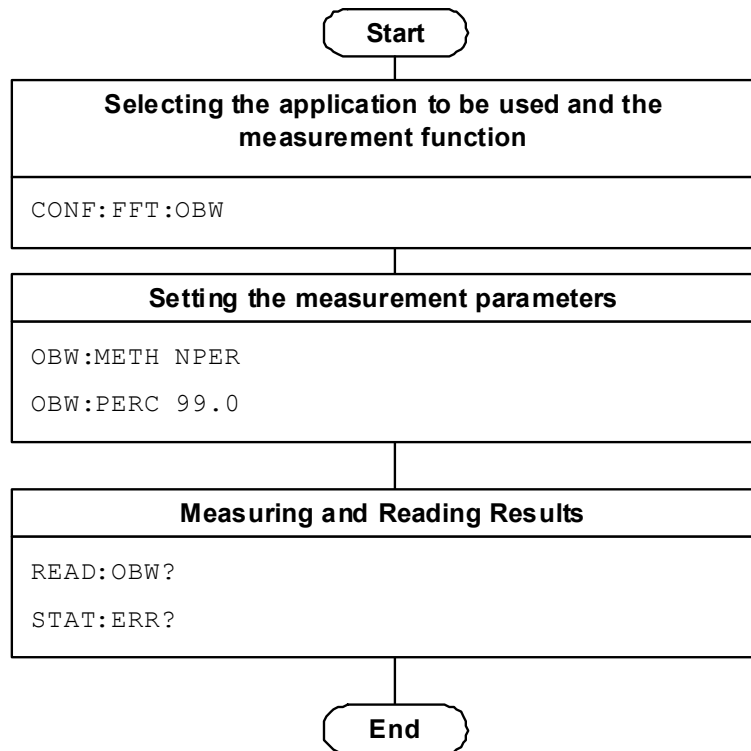 Start
Selecting the application to be used and the
measurement function
CONF:FFT:OBW
Setting the measurement parameters
OBW:METH NPER
OBW:PERC 99.0
Measuring and Reading Results
READ:OBW?
STAT:ERR?
End